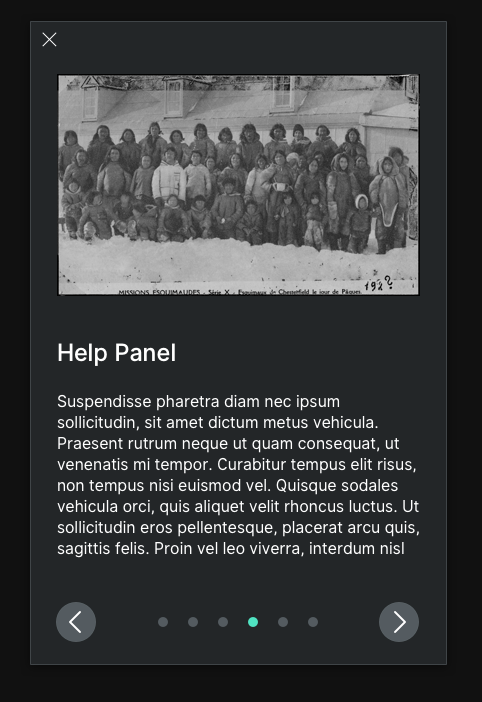 MISSIONS ESQUIMAUDES - Série X - Esquimaux de Chesterfield le jour de Pâques.
192?
Help Panel
Suspendisse pharetra diam nec ipsum
sollicitudin, sit amet dictum metus vehicula.
Praesent rutrum neque ut quam consequat, ut
venenatis mi tempor. Curabitur tempus elit risus,
non tempus nisi euismod vel. Quisque sodales
vehicula orci, quis aliquet velit rhoncus luctus. Ut
sollicitudin eros pellentesque, placerat arcu quis,
sagittis felis. Proin vel leo viverra, interdum nisl